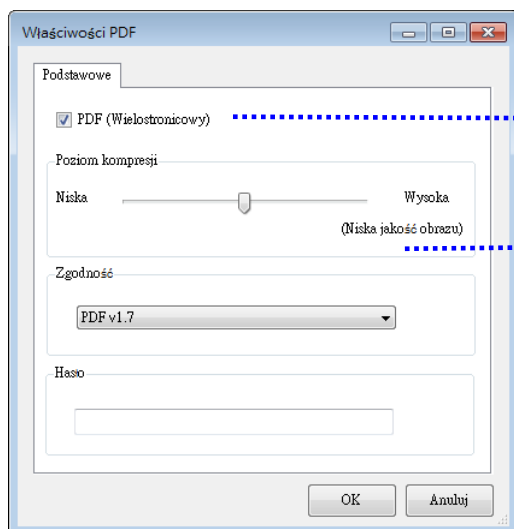 Właściwości PDF
Podstawowe
PDF (Wielostronicowy)
Poziom kompresji
Niska
Wysoka
(Niska jakość obrazu)
Zgodność
PDF v1.7
Hasło
OK
Anuluj